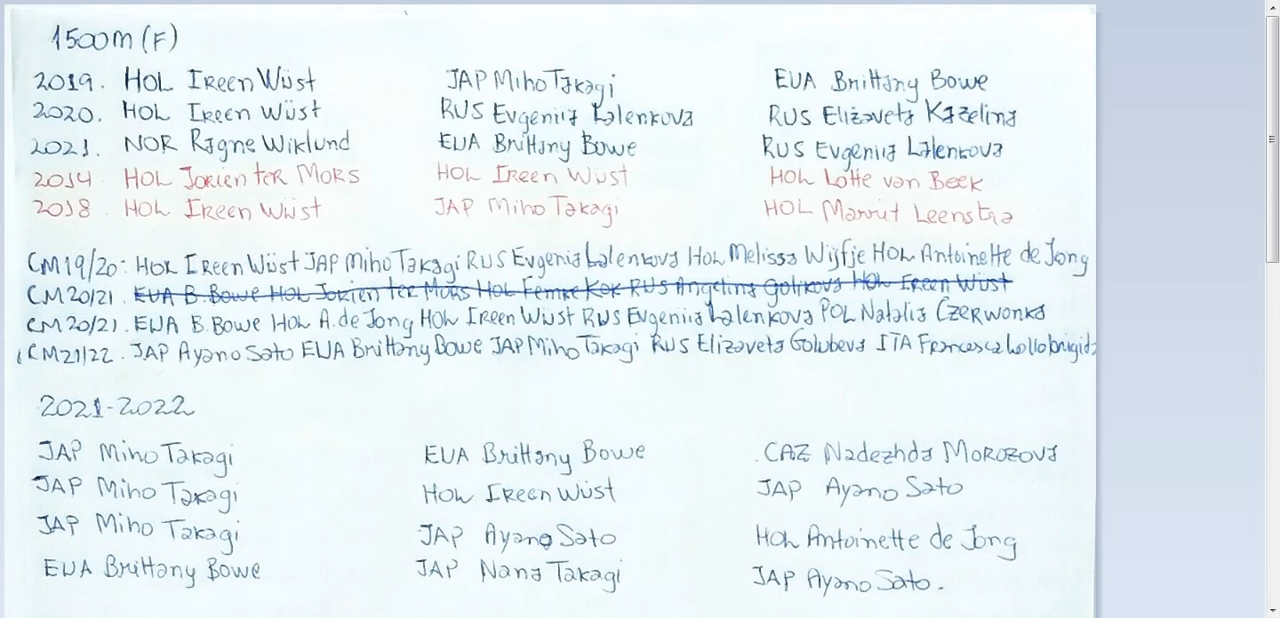 1500m (F)
2019. HOL Ireen Wüst JAP Miho Takagi EUA Brittany Bowe
2020. HOL Ireen Wüst RUS Evgeniia Lalenkova RUS Elizaveta Kazelina
2021. NOR Ragne Wiklund EUA Brittany Bowe RUS Evgeniia Lalenkova
2014 HOL Jorien ter Mors HOL Ireen Wüst HOL Lotte van Beek
2018 HOL Ireen Wüst JAP Miho Takagi HOL Marrit Leenstra
CM19/20: HOL Ireen Wüst JAP Miho Takagi RUS Evgenia Lalenkova HOL Melissa Wijfje HOL Antoinette de Jong
CM20/21. EUA B. Bowe HOL Jorien ter Mors HOL Femke Kok RUS Angelina Golikova HOL Ireen Wüst
CM20/21. EUA B. Bowe HOL A. de Jong HOL Ireen Wüst RUS Evgeniia Lalenkova POL Natalia Czerwonka
CM21/22. JAP Ayano Sato EUA Brittany Bowe JAP Miho Takagi RUS Elizaveta Golubeva ITA Francesca Lollobrigida
2021-2022
JAP Miho Takagi EUA Brittany Bowe . CAZ Nadezhda Morozova
JAP Miho Takagi HOL Ireen Wüst JAP Ayano Sato
JAP Miho Takagi JAP Ayano Sato HOL Antoinette de Jong
EUA Brittany Bowe JAP Nana Takagi JAP Ayano Sato.